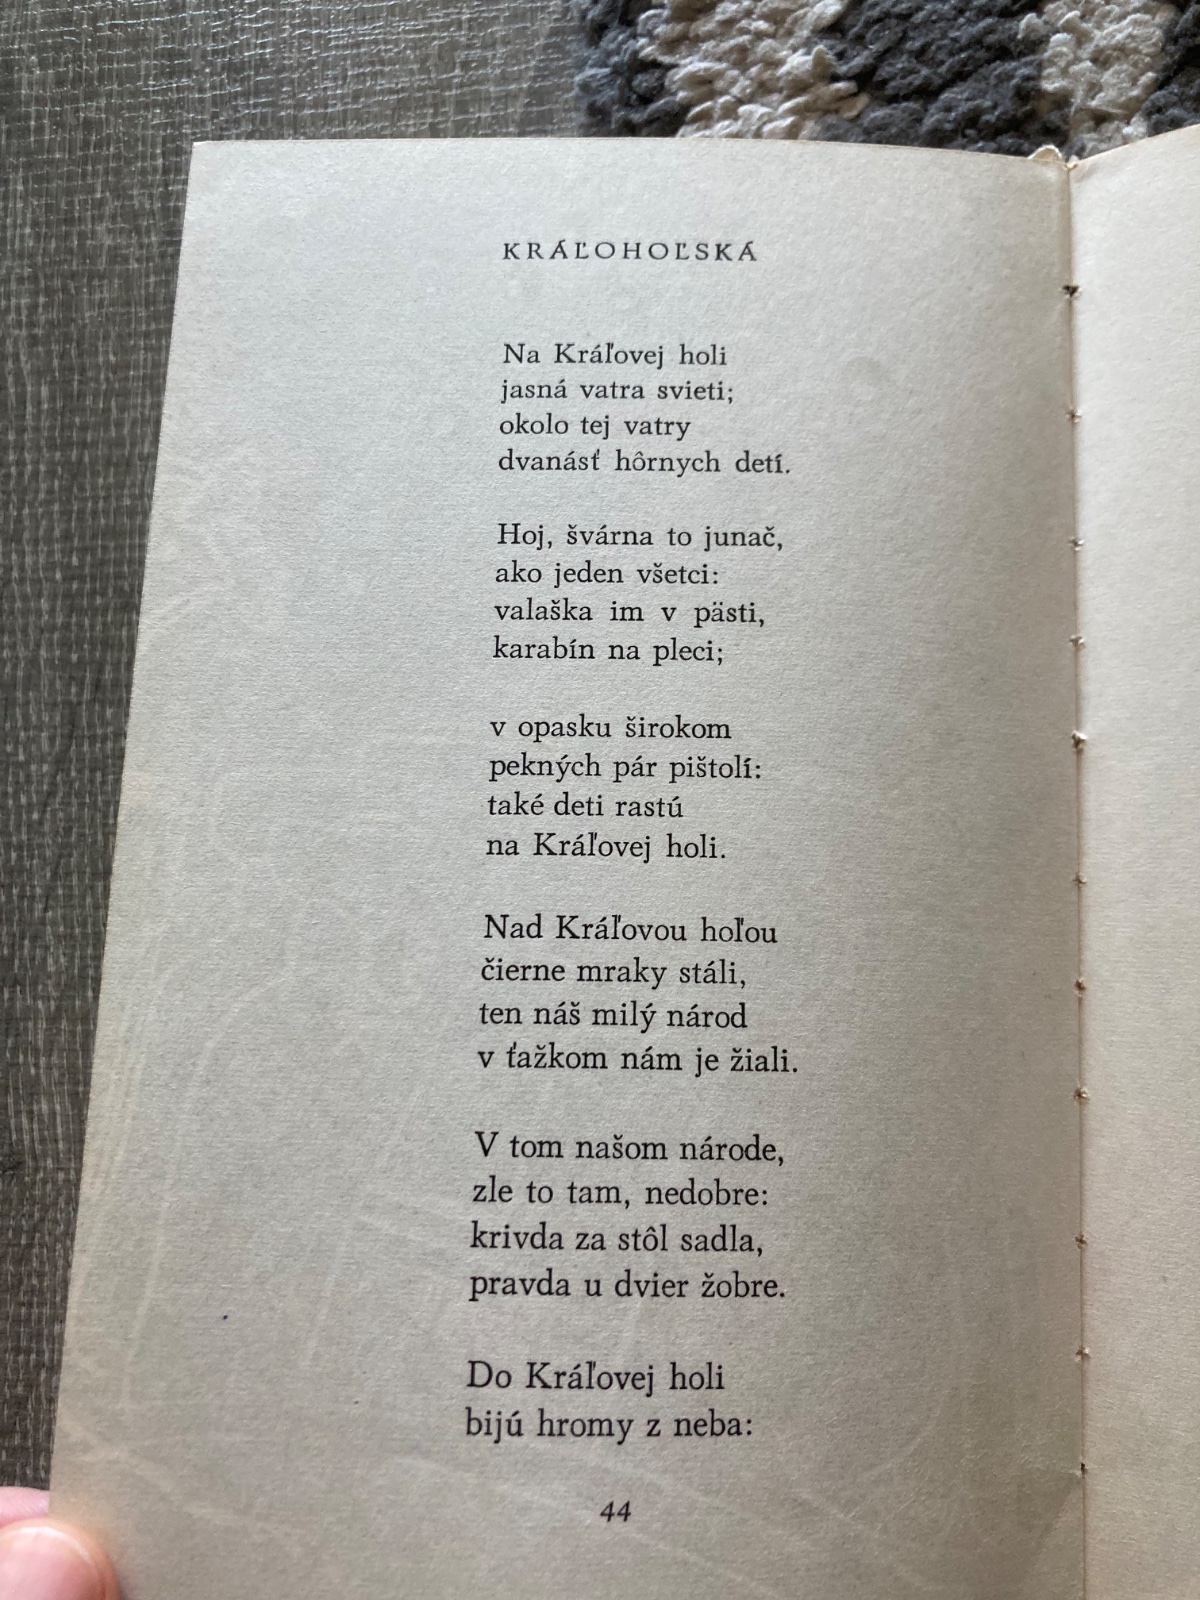 KRÁĽOHOĽSKÁ
Na Kráľovej holi
jasná vatra svieti;
okolo tej vatry
dvanásť hôrnych detí.
Hoj, švárna to junač,
ako jeden všetci:
valaška im v pästi,
karabín na pleci;
v opasku širokom
pekných pár pištolí:
také deti rastú
na Kráľovej holi.
Nad Kráľovou hoľou
čierne mraky stáli,
ten náš milý národ
v ťažkom nám je žiali.
V tom našom národe,
zle to tam, nedobre:
krivda za stôl sadla,
pravda u dvier žobre.
Do Kráľovej holi
bijú hromy z neba:
44